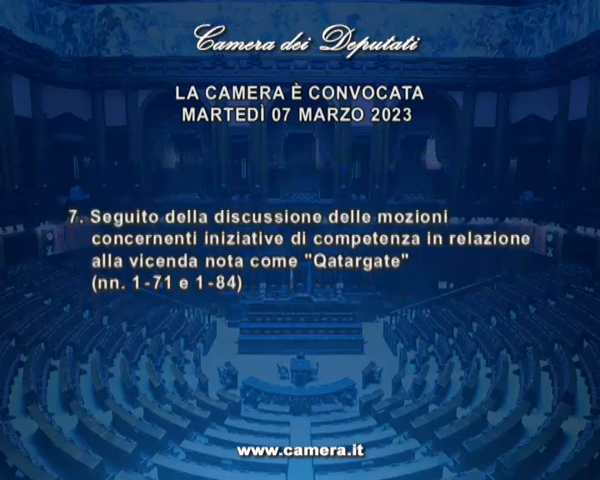 Camera dei Deputati
LA CAMERA È CONVOCATA
MARTEDÌ 07 MARZO 2023
7. Seguito della discussione delle mozioni
concernenti iniziative di competenza in relazione
alla vicenda nota come "Qatargate"
(nn. 1-71 e 1-84)
www.camera.it